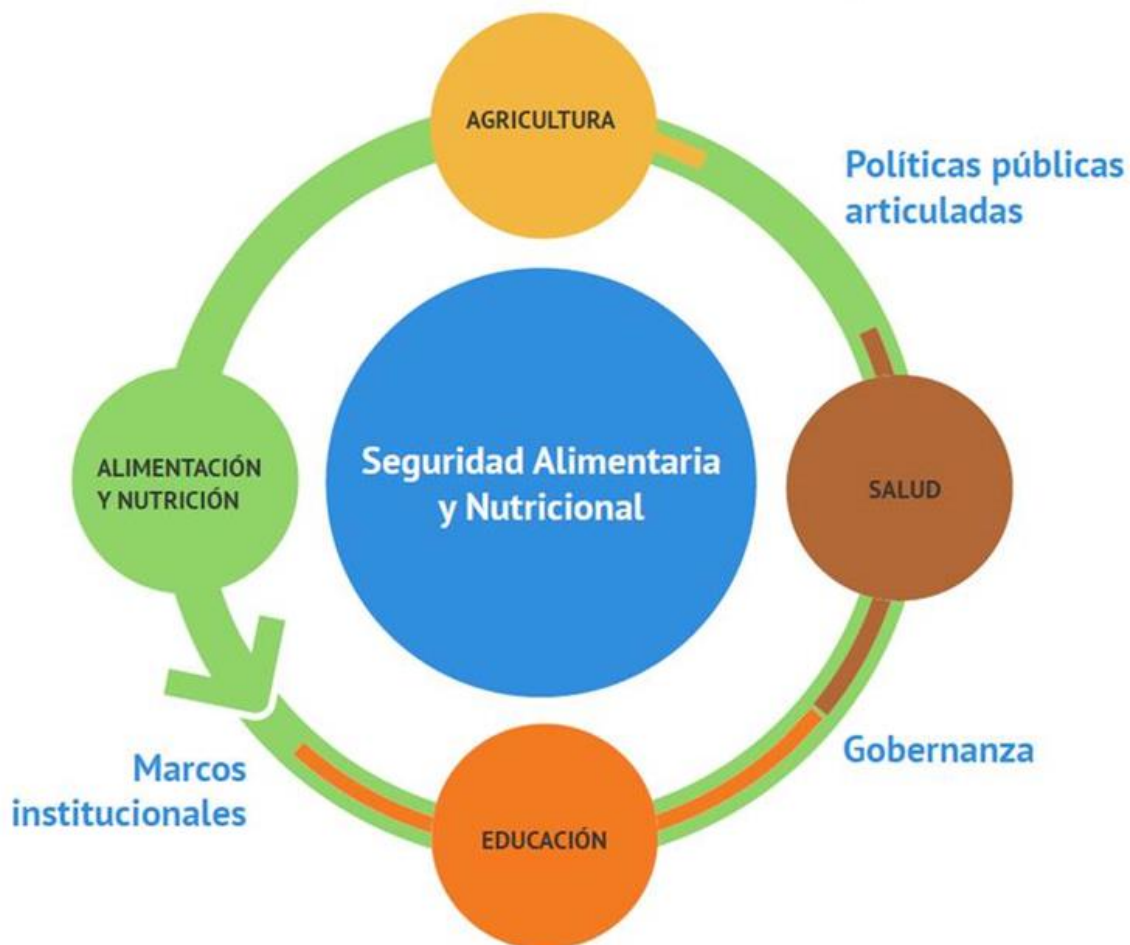 AGRICULTURA
Políticas públicas
articuladas
Seguridad Alimentaria
y Nutricional
ALIMENTACIÓN
Y NUTRICIÓN
SALUD
Gobernanza
Marcos
institucionales
EDUCACIÓN